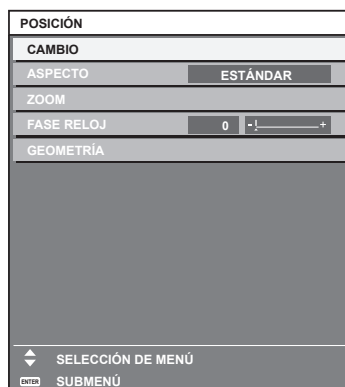 POSICIÓN
CAMBIO
ASPECTO ESTÁNDAR
ZOOM
FASE RELOJ 0 - +
GEOMETRÍA
SELECCIÓN DE MENÚ
ENTER SUBMENÚ